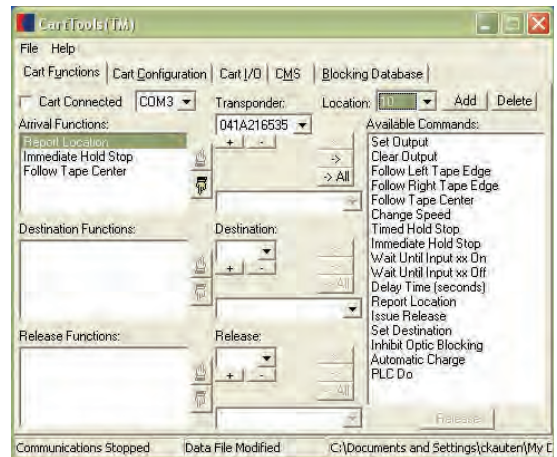 CartTools(TM)
File Help
Cart Functions Cart Configuration Cart I/O CMS Blocking Database
Cart Connected COM3 Transponder: Location: 10 Add Delete
Arrival Functions: 041A216535 Available Commands:
Report Location + - Set Output
Immediate Hold Stop -> Clear Output
Follow Tape Center -> All Follow Left Tape Edge
Follow Right Tape Edge
Follow Tape Center
Change Speed
Timed Hold Stop
Destination Functions: Destination: Immediate Hold Stop
Wait Until Input xx On
+ - Wait Until Input xx Off
Delay Time (seconds)
Report Location
Issue Release
Release Functions: Release: Set Destination
Inhibit Optic Blocking
Automatic Charge
+ - PLC Do
Release
Communications Stopped Data File Modified C:\Documents and Settings\ckauten\My D